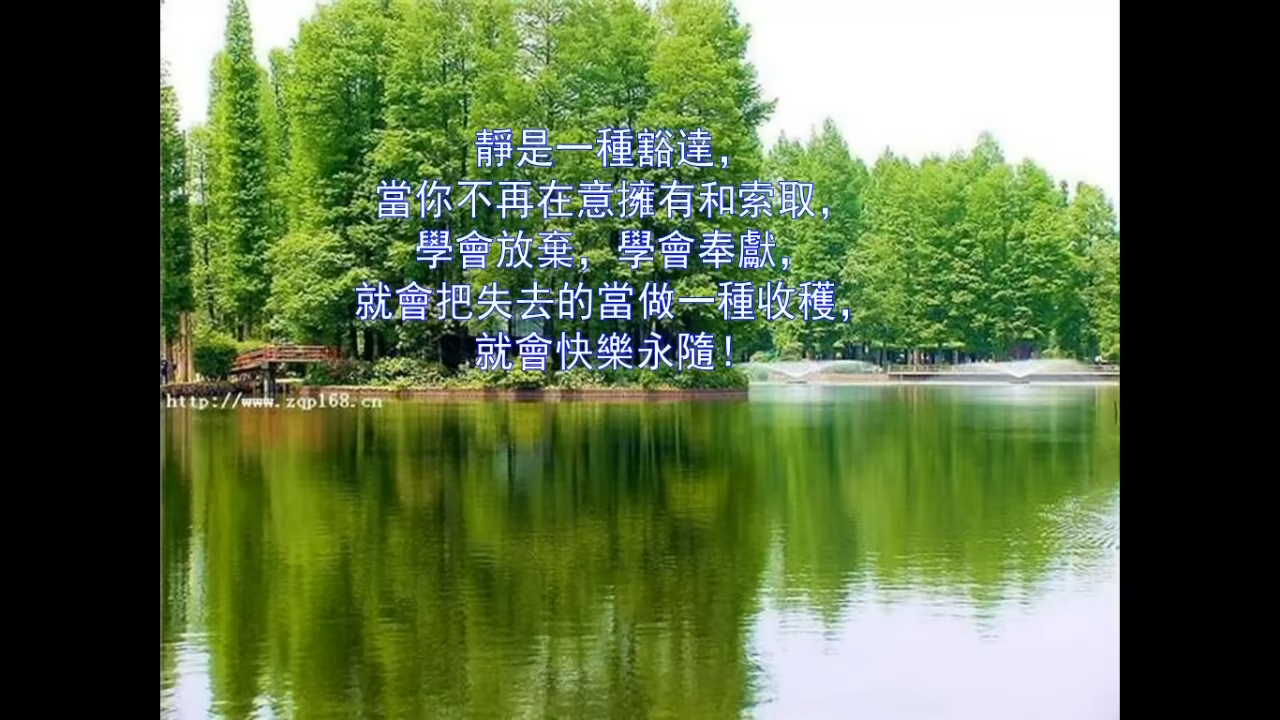 靜是一種豁達，
當你不再在意擁有和索取，
學會放棄，學會奉獻，
就會把失去的當做一種收穫，
就會快樂永隨！
http://www.zqp168.cn